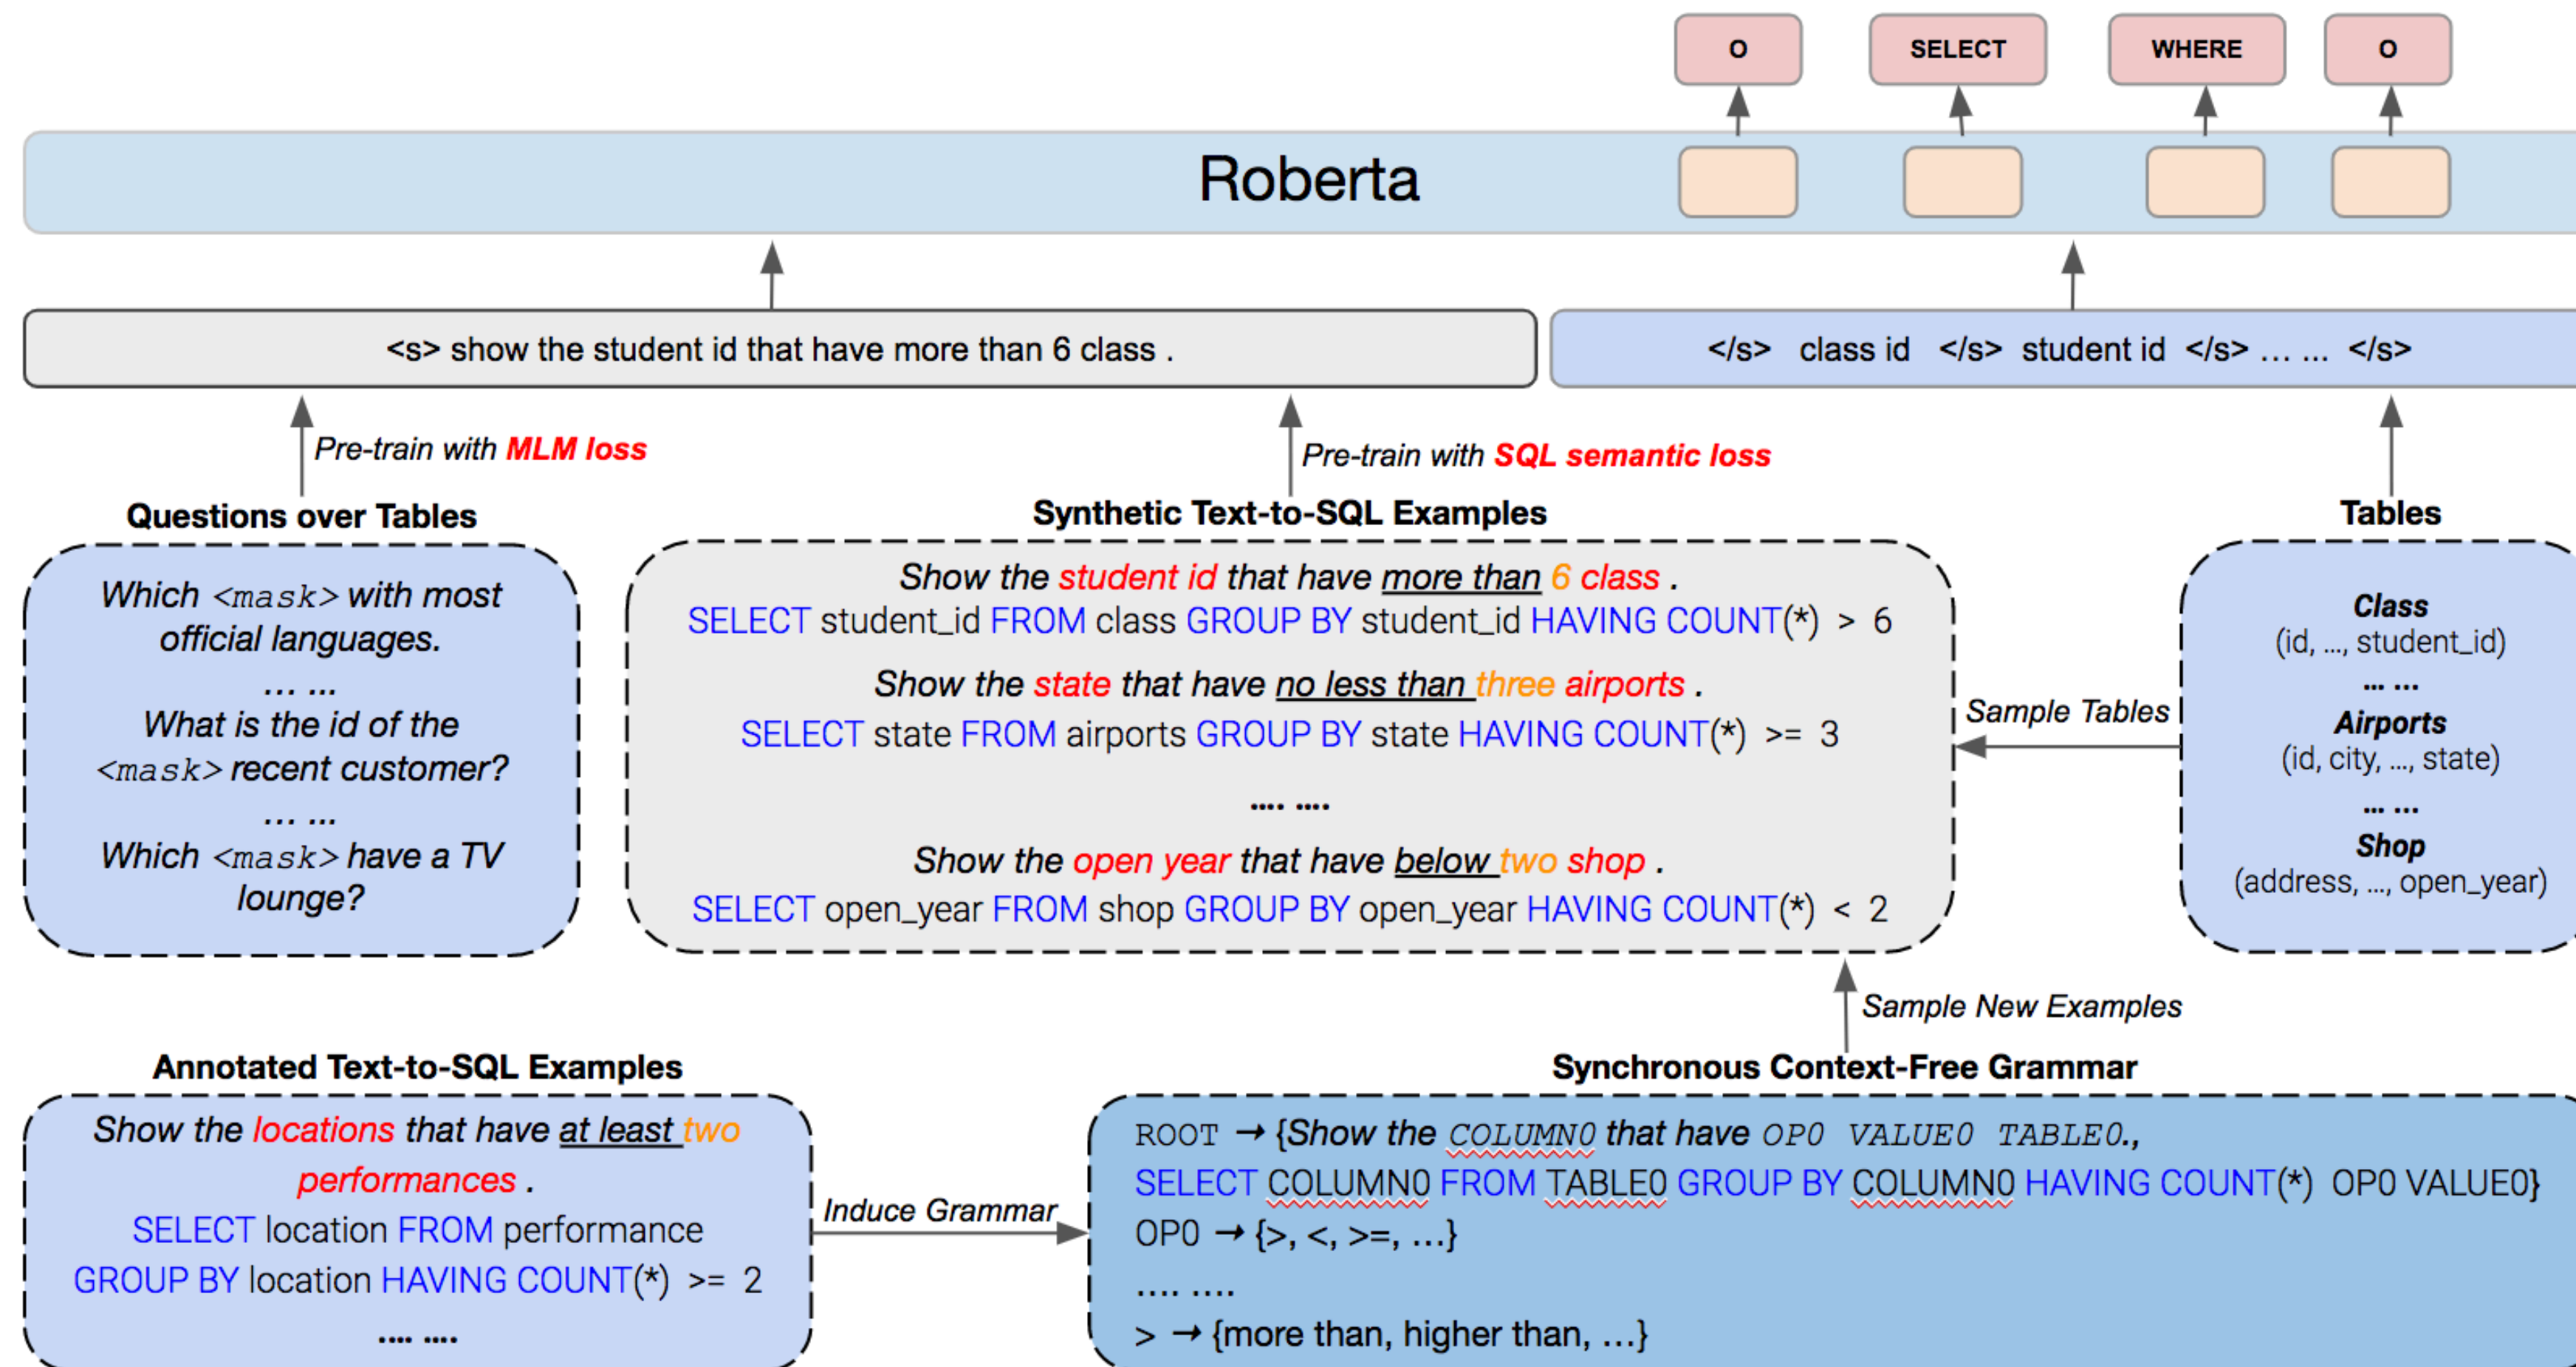 O SELECT WHERE O
Roberta
<s> show the student id that have more than 6 class .
</s> class id </s> student id </s> ... ... </s>
Pre-train with MLM loss
Pre-train with SQL semantic loss
Questions over Tables
Which <mask> with most
official languages.
... ...
What is the id of the
<mask> recent customer?
... ...
Which <mask> have a TV
lounge?
Synthetic Text-to-SQL Examples
Show the student id that have more than 6 class .
SELECT student_id FROM class GROUP BY student_id HAVING COUNT(*) > 6
Show the state that have no less than three airports .
SELECT state FROM airports GROUP BY state HAVING COUNT(*) >= 3
.... ....
Show the open year that have below two shop .
SELECT open_year FROM shop GROUP BY open_year HAVING COUNT(*) < 2
Sample Tables
Tables
Class
(id, ..., student_id)
... ...
Airports
(id, city, ..., state)
... ...
Shop
(address, ..., open_year)
Sample New Examples
Annotated Text-to-SQL Examples
Show the locations that have at least two
performances .
SELECT location FROM performance
GROUP BY location HAVING COUNT(*) >= 2
.... ....
Induce Grammar
Synchronous Context-Free Grammar
ROOT → {Show the COLUMN0 that have OP0 VALUE0 TABLE0.,
SELECT COLUMN0 FROM TABLE0 GROUP BY COLUMN0 HAVING COUNT(*) OP0 VALUE0}
OP0 → {>, <, >=, ...}
.... ....
> → {more than, higher than, ...}